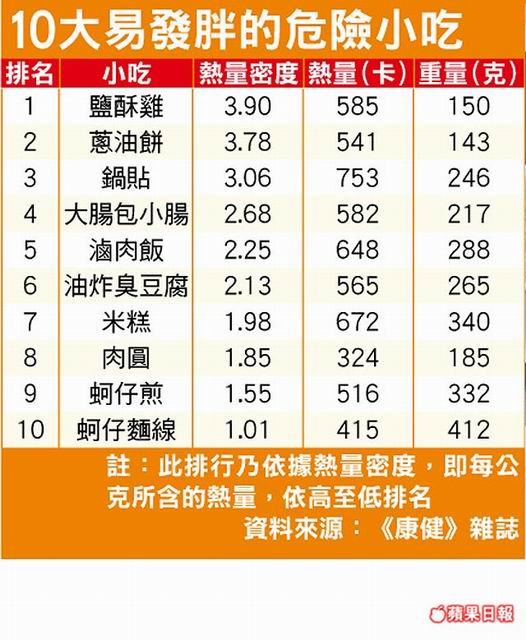 10大易發胖的危險小吃
排名 小吃 熱量密度 熱量(卡) 重量(克)
1 鹽酥雞 3.90 585 150
2 蔥油餅 3.78 541 143
3 鍋貼 3.06 753 246
4 大腸包小腸 2.68 582 217
5 滷肉飯 2.25 648 288
6 油炸臭豆腐 2.13 565 265
7 米糕 1.98 672 340
8 肉圓 1.85 324 185
9 蚵仔煎 1.55 516 332
10 蚵仔麵線 1.01 415 412
註：此排行乃依據熱量密度，即每公
克所含的熱量，依高至低排名
資料來源：《康健》雜誌
蘋果日報